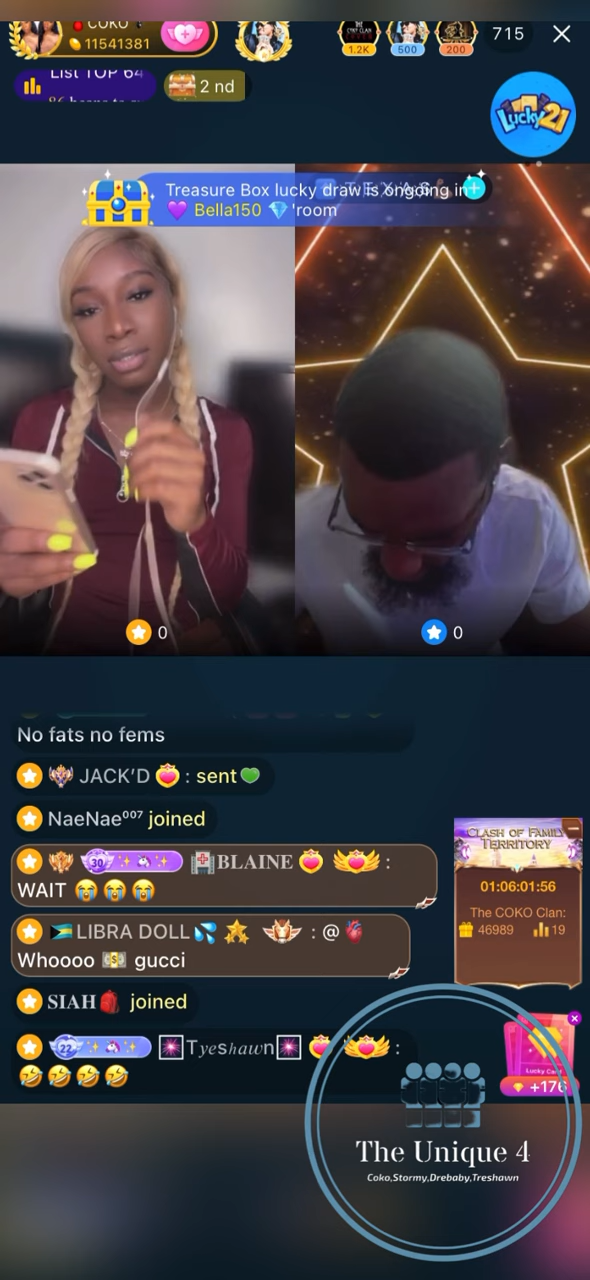 COKO
11541381
1.2K
500
200
715
List TOP 64
2 nd
Lucky21
Treasure Box lucky draw is ongoing in
💜 Bella150 💎 'room
0
0
No fats no fems
JACK'D : sent💚
NaeNae⁰⁰⁷ joined
30 🏥BLAINE :
WAIT 😭😭😭
🇧🇸LIBRA DOLL💦 : @🫀
Whoooo 💵 gucci
SIAH🎒 joined
22 Tyeshawn :
🤣🤣🤣🤣
CLASH OF FAMILY
TERRITORY
01:06:01:56
The COKO Clan:
46989 19
Lucky Card
+176
The Unique 4
Coko,Stormy,Drebaby,Treshawn